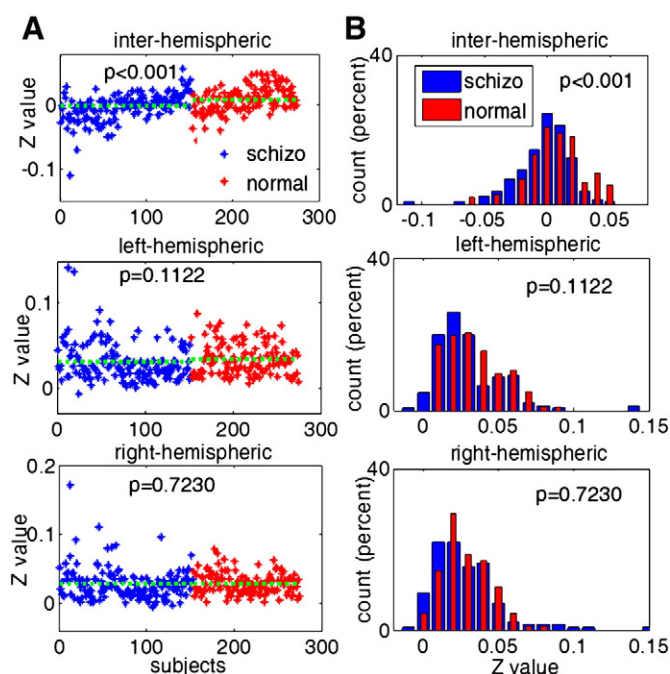 A
inter-hemispheric
p<0.001
0
-0.1
Z value
schizo
normal
0 100 200 300
left-hemispheric
p=0.1122
0.1
0
Z value
0 100 200 300
right-hemispheric
p=0.7230
0.2
0.1
0
Z value
0 100 200 300
subjects
B
inter-hemispheric
40
schizo
normal
p<0.001
count (percent)
0
-0.1 -0.05 0 0.05
left-hemispheric
40
p=0.1122
count (percent)
0
0 0.05 0.1 0.15
right-hemispheric
40
p=0.7230
count (percent)
0
0 0.05 0.1 0.15
Z value